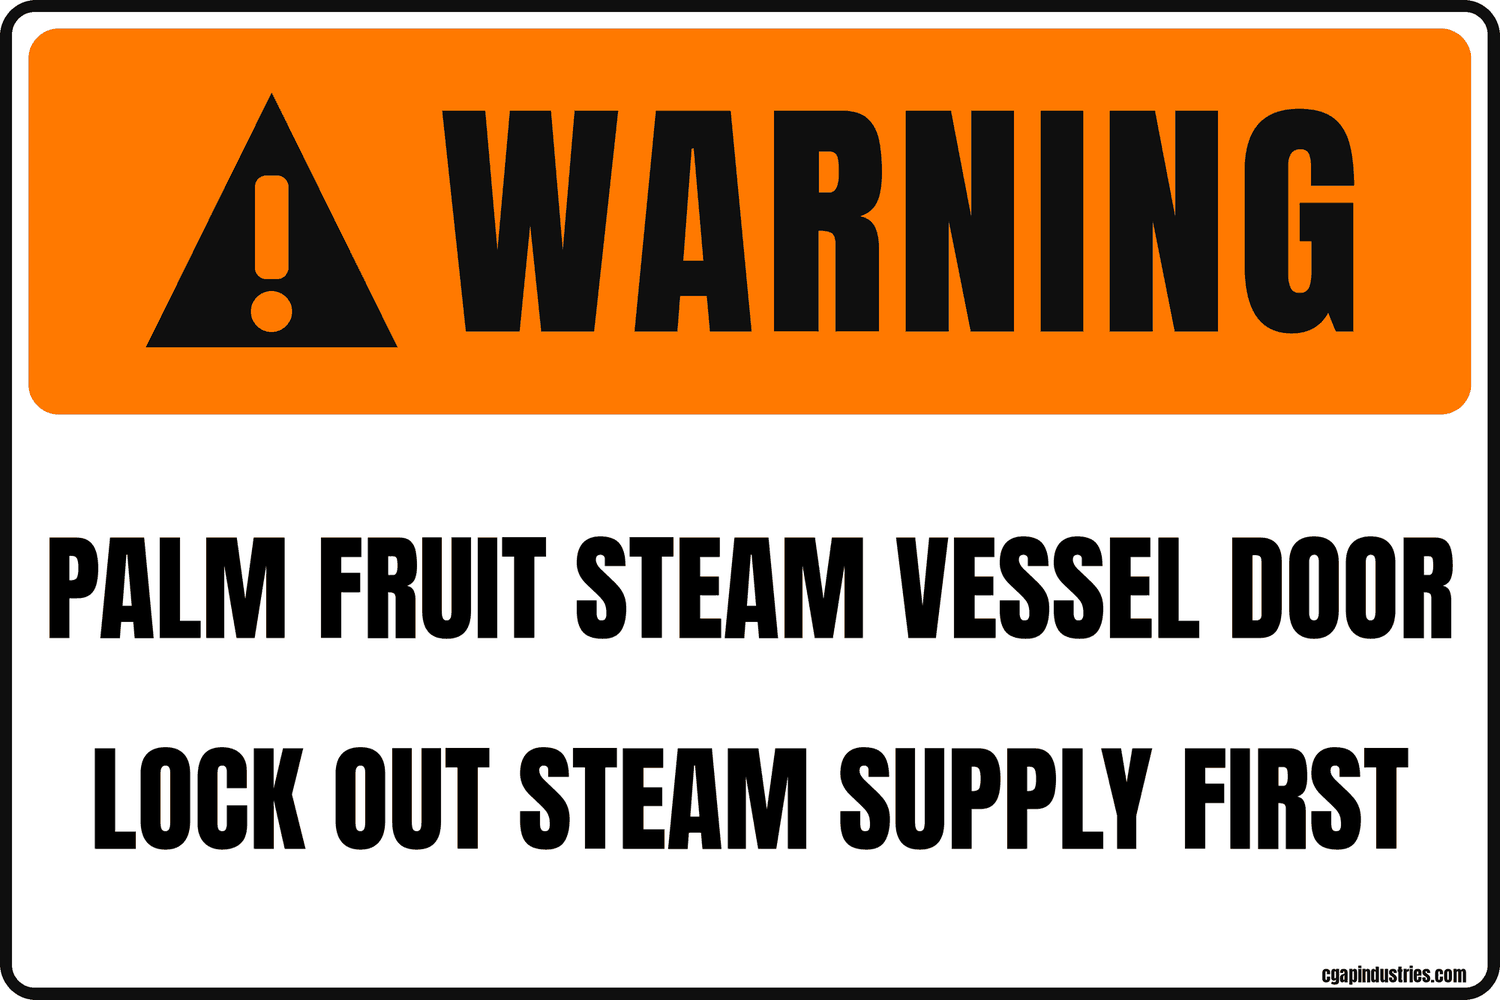 WARNING
PALM FRUIT STEAM VESSEL DOOR
LOCK OUT STEAM SUPPLY FIRST
cgapindustries.com